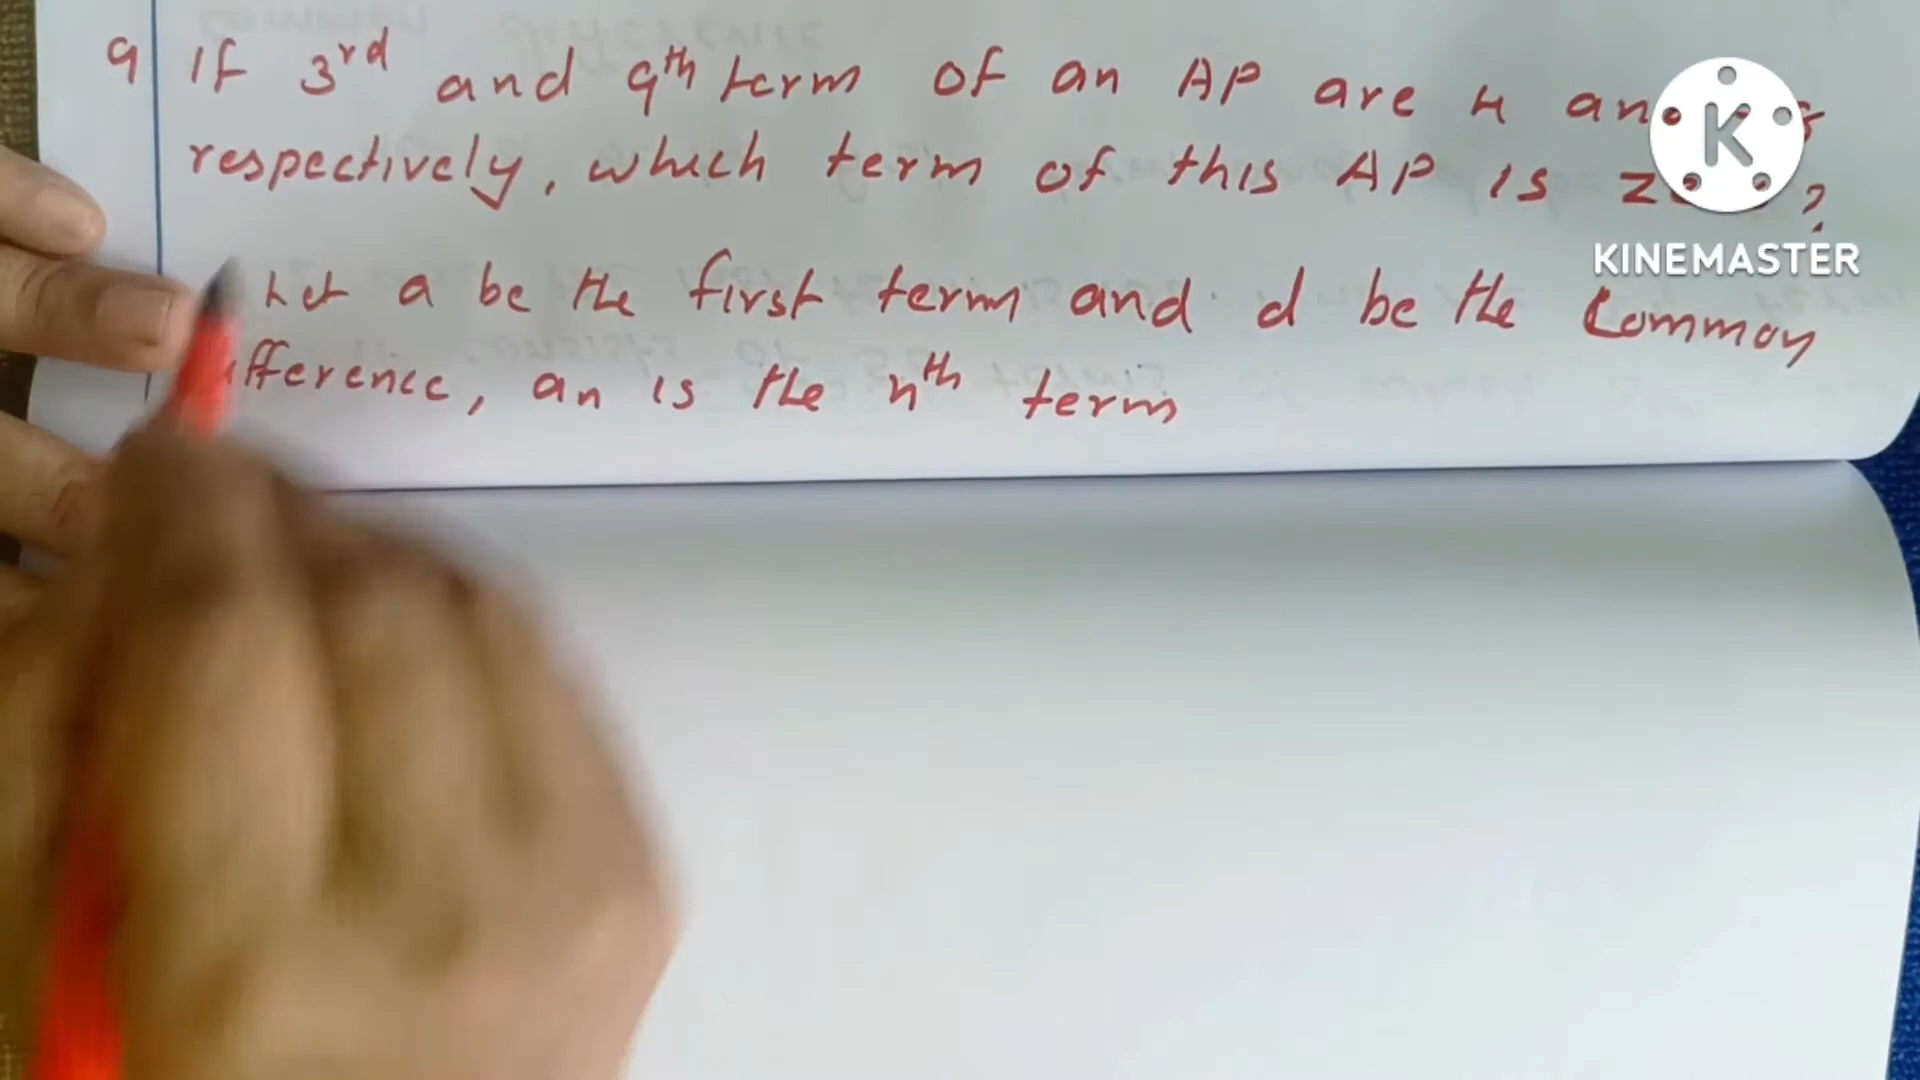 9 If 3rd and 9th term of an AP are 4 and
respectively, which term of this AP is ?
Let a be the first term and d be the Common
an is the nth term
KINEMASTER